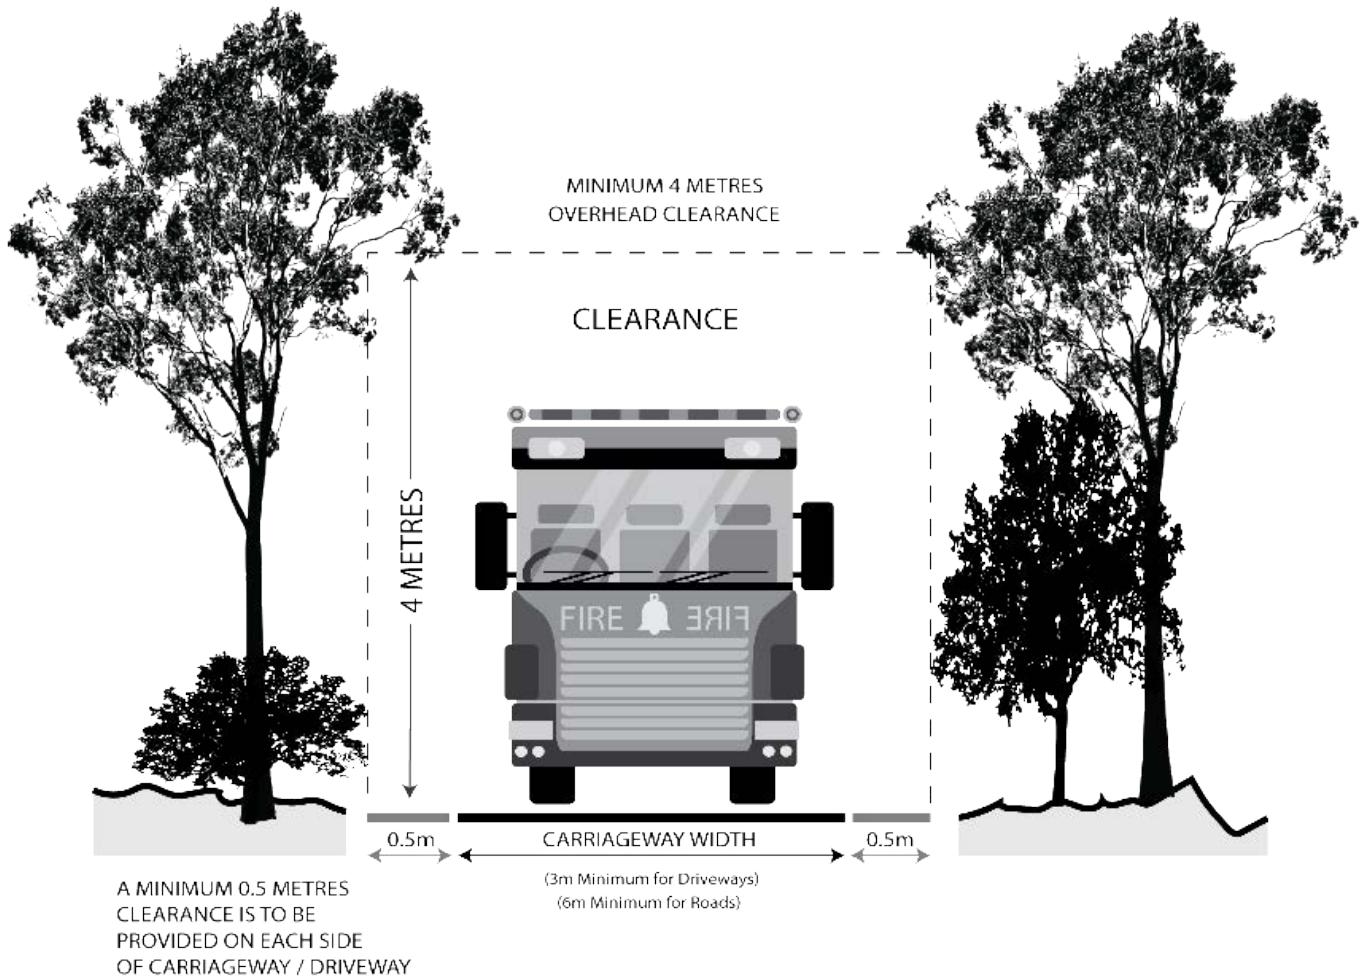 MINIMUM 4 METRES
OVERHEAD CLEARANCE
CLEARANCE
4 METRES
FIRE FIRE
0.5m
CARRIAGEWAY WIDTH
0.5m
(3m Minimum for Driveways)
(6m Minimum for Roads)
A MINIMUM 0.5 METRES
CLEARANCE IS TO BE
PROVIDED ON EACH SIDE
OF CARRIAGEWAY / DRIVEWAY